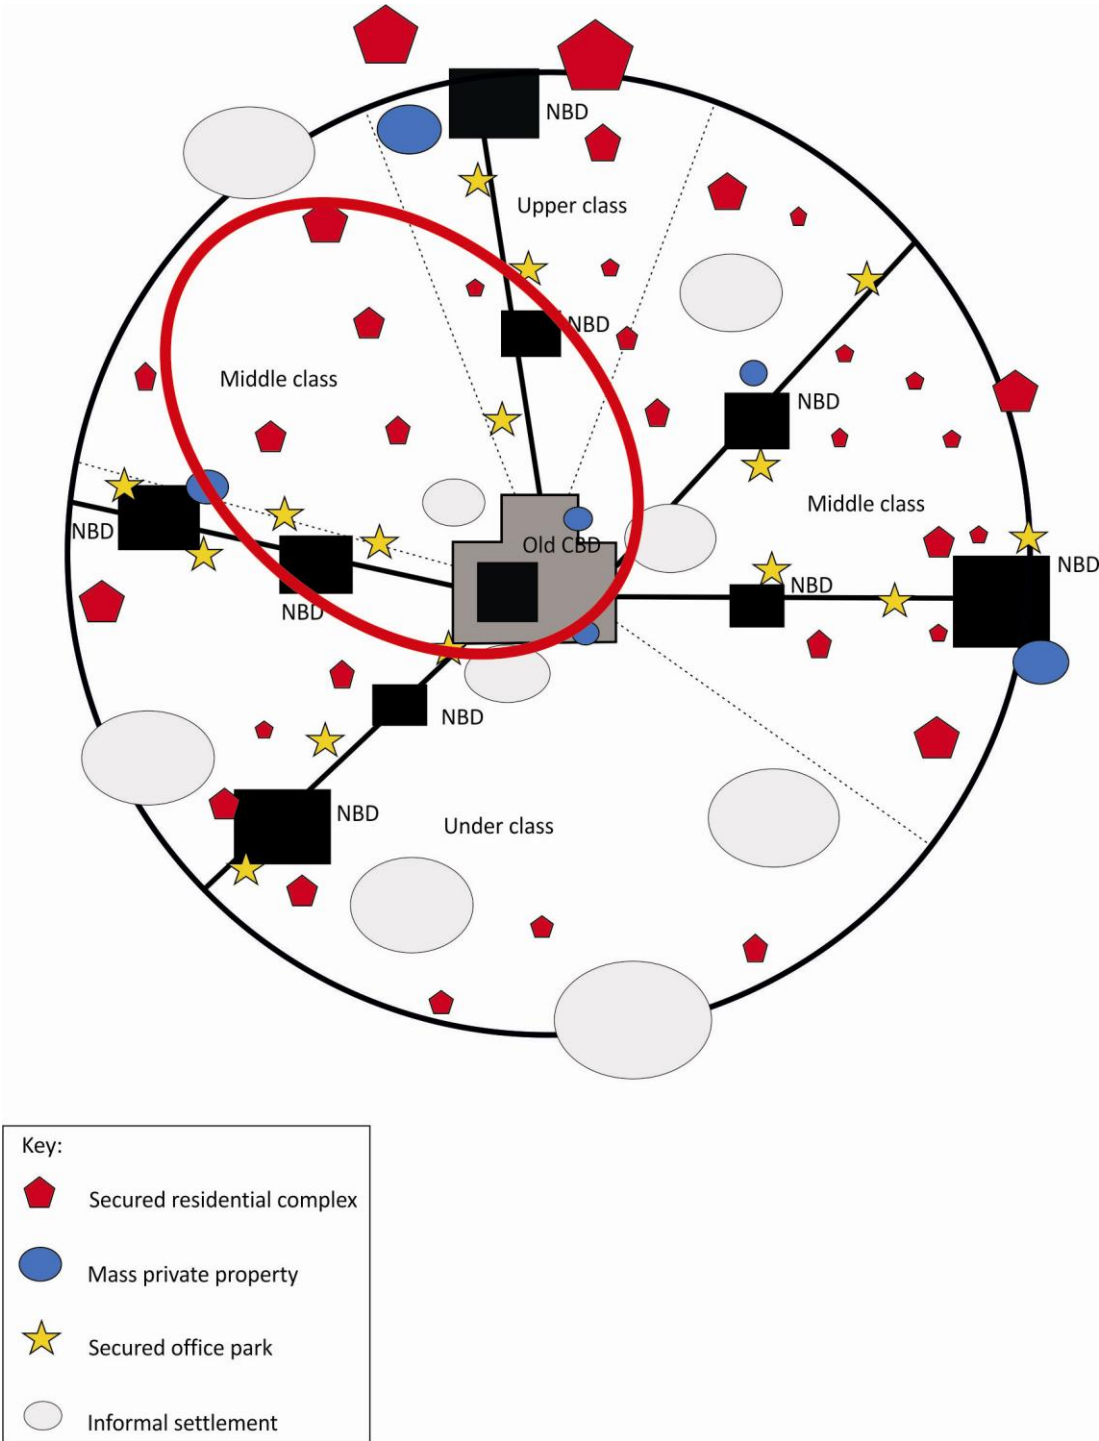 NBD
Upper class
NBD
Middle class
NBD
Middle class
NBD
Old CBD
NBD
NBD
NBD
NBD
NBD
Under class
Key:
Secured residential complex
Mass private property
Secured office park
Informal settlement